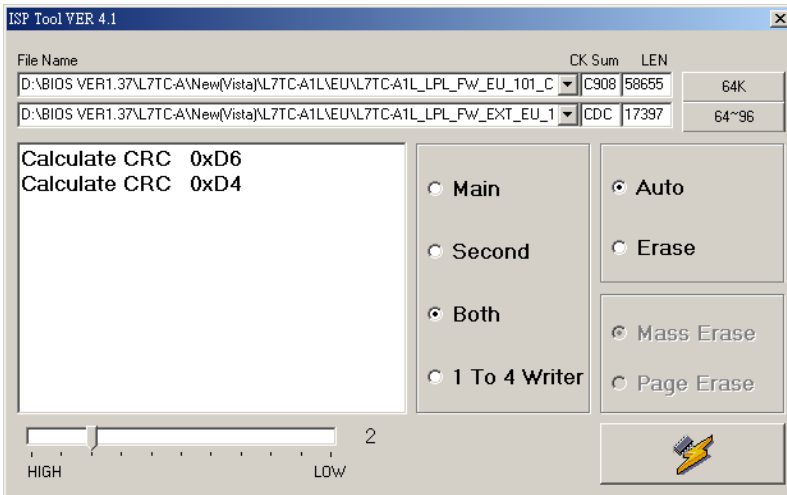 ISP Tool VER 4.1
File Name CK Sum LEN
D:\BIOS VER1.37\L7TC-A\New(Vista)\L7TC-A1L\EU\L7TC-A1L_LPL_FW_EU_101_C C908 58655 64K
D:\BIOS VER1.37\L7TC-A\New(Vista)\L7TC-A1L\EU\L7TC-A1L_LPL_FW_EXT_EU_1 CDC 17397 64~96
Calculate CRC 0xD6
Calculate CRC 0xD4
Main
Second
Both
1 To 4 Writer
Auto
Erase
Mass Erase
Page Erase
2
HIGH LOW